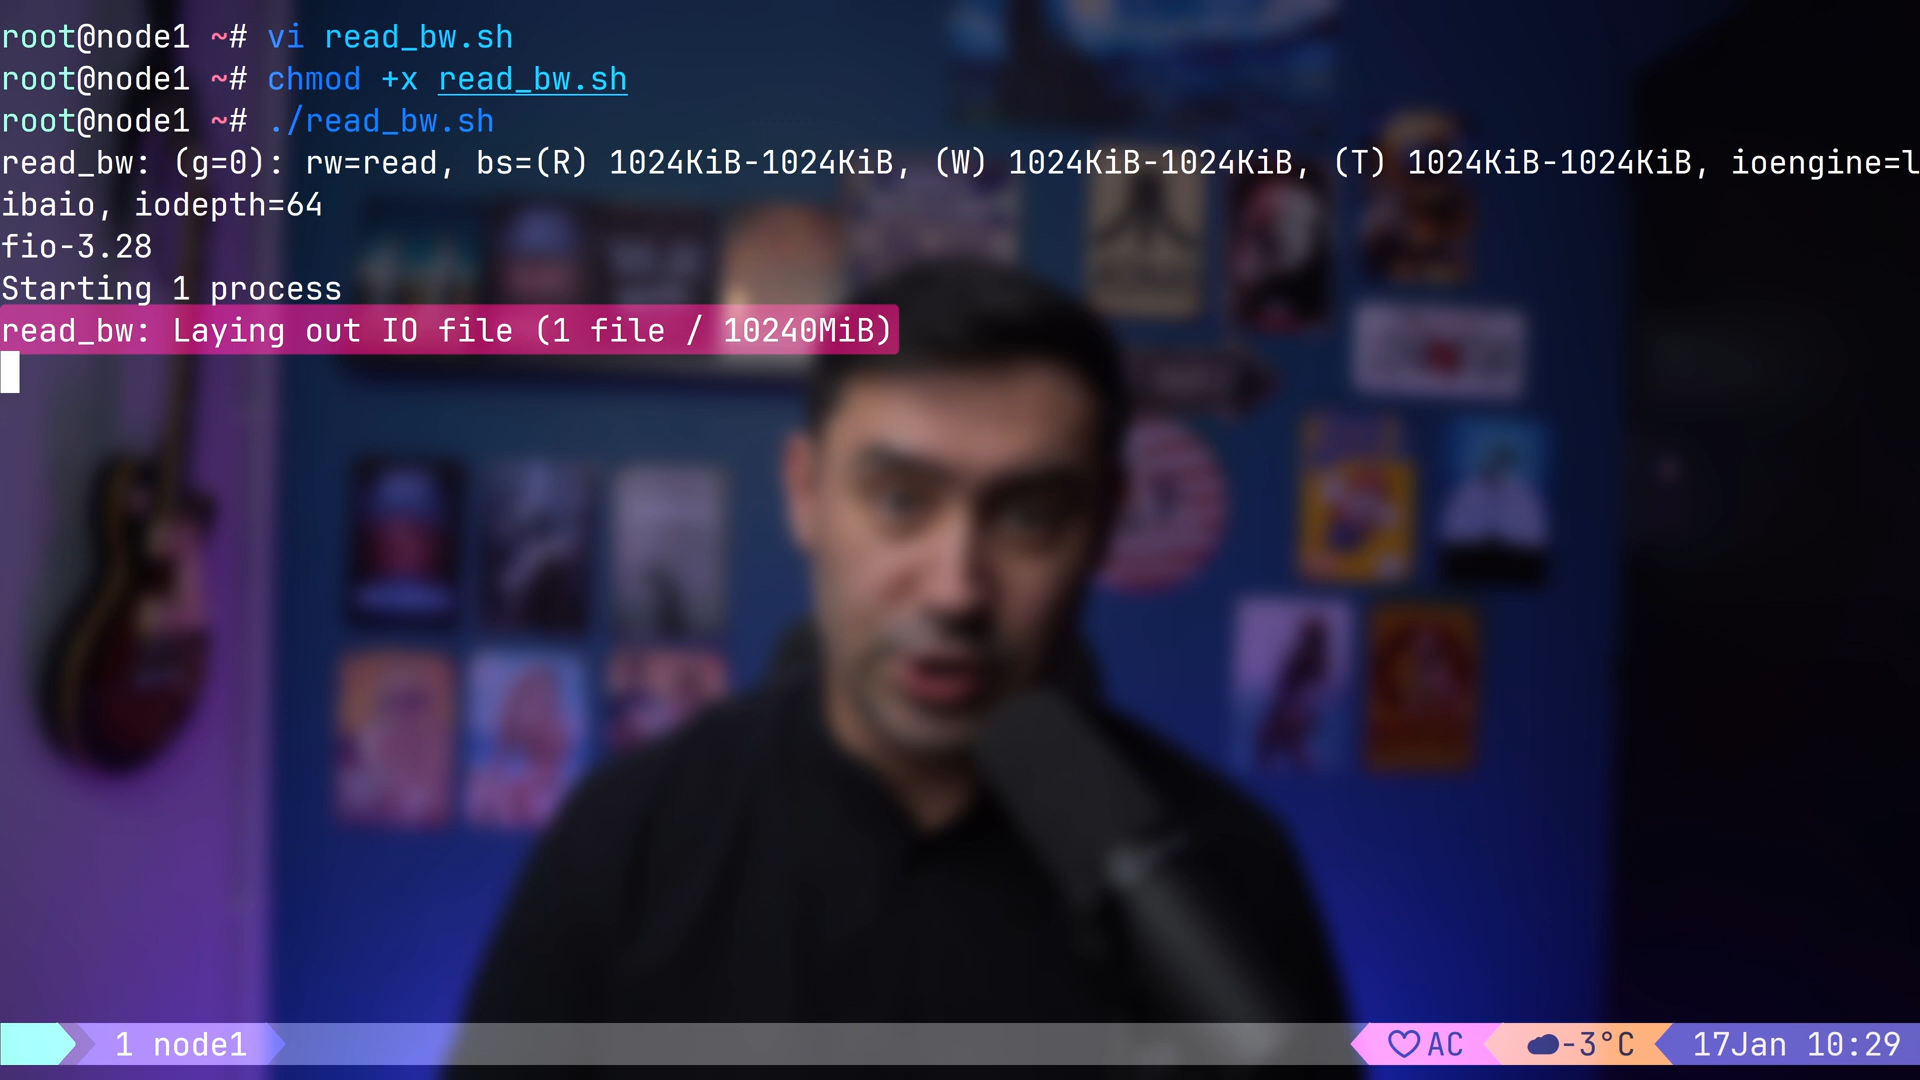 root@node1 ~# vi read_bw.sh
root@node1 ~# chmod +x read_bw.sh
root@node1 ~# ./read_bw.sh
read_bw: (g=0): rw=read, bs=(R) 1024KiB-1024KiB, (W) 1024KiB-1024KiB, (T) 1024KiB-1024KiB, ioengine=l
ibaio, iodepth=64
fio-3.28
Starting 1 process
read_bw: Laying out IO file (1 file / 10240MiB)
1 node1 AC -3°C 17Jan 10:29